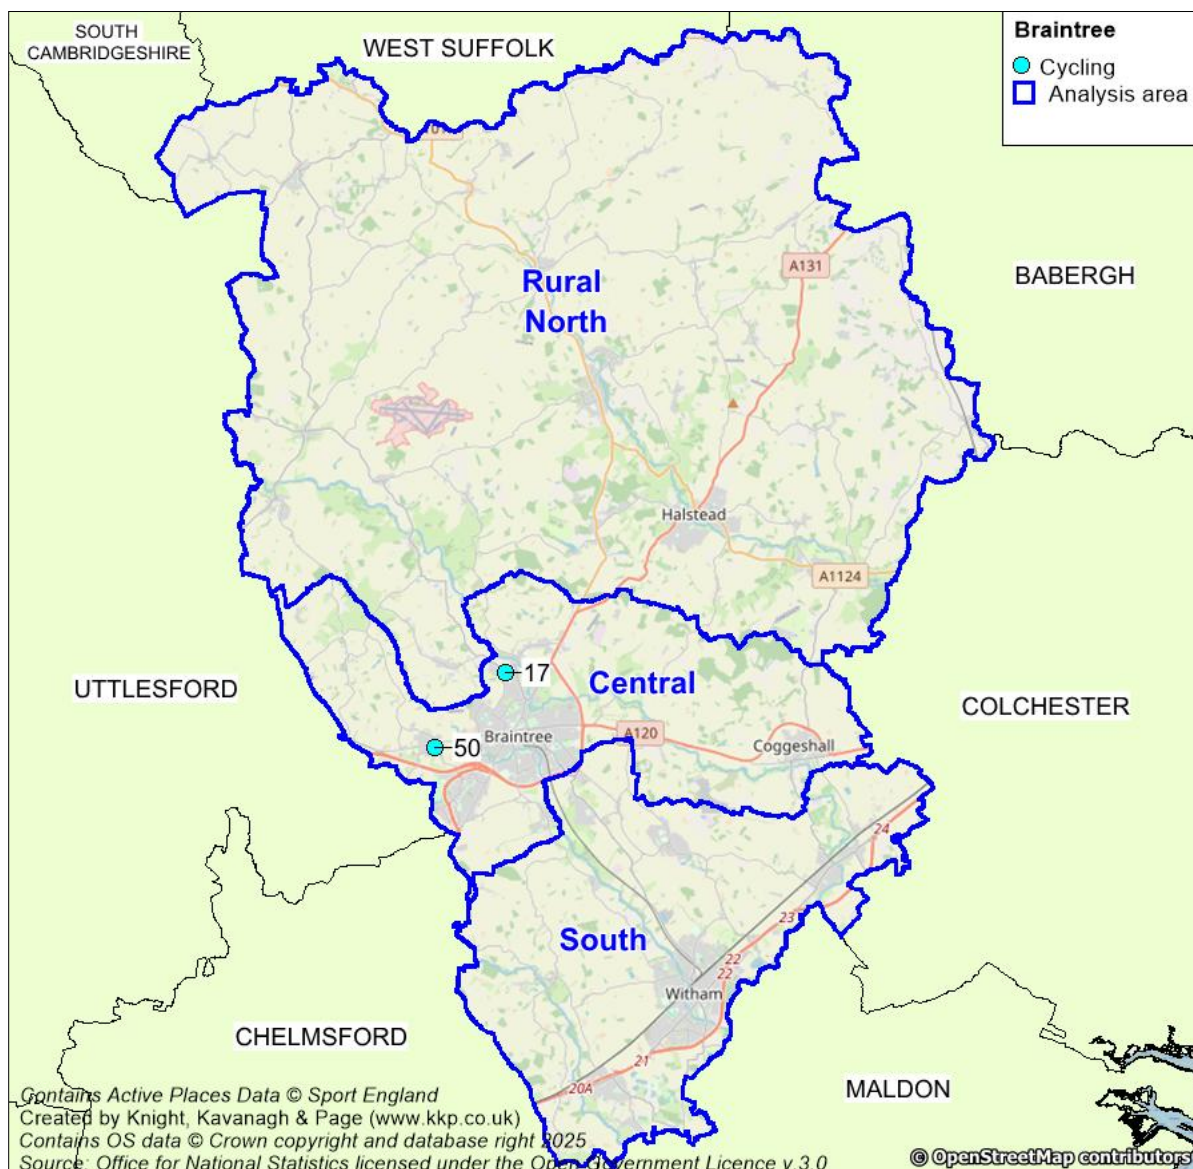 SOUTH
CAMBRIDGESHIRE
WEST SUFFOLK
Braintree
Cycling
Analysis area
A131
BABERGH
Rural
North
Halstead
A1124
17
Central
UTTLESFORD
COLCHESTER
50
Braintree
A120
Coggeshall
24
23
South
22
22
Witham
CHELMSFORD
21
20A
MALDON
Contains Active Places Data © Sport England
Created by Knight, Kavanagh & Page (www.kkp.co.uk)
Contains OS data © Crown copyright and database right 2025
Source: Office for National Statistics licensed under the Open Government Licence v.3.0
© OpenStreetMap contributors